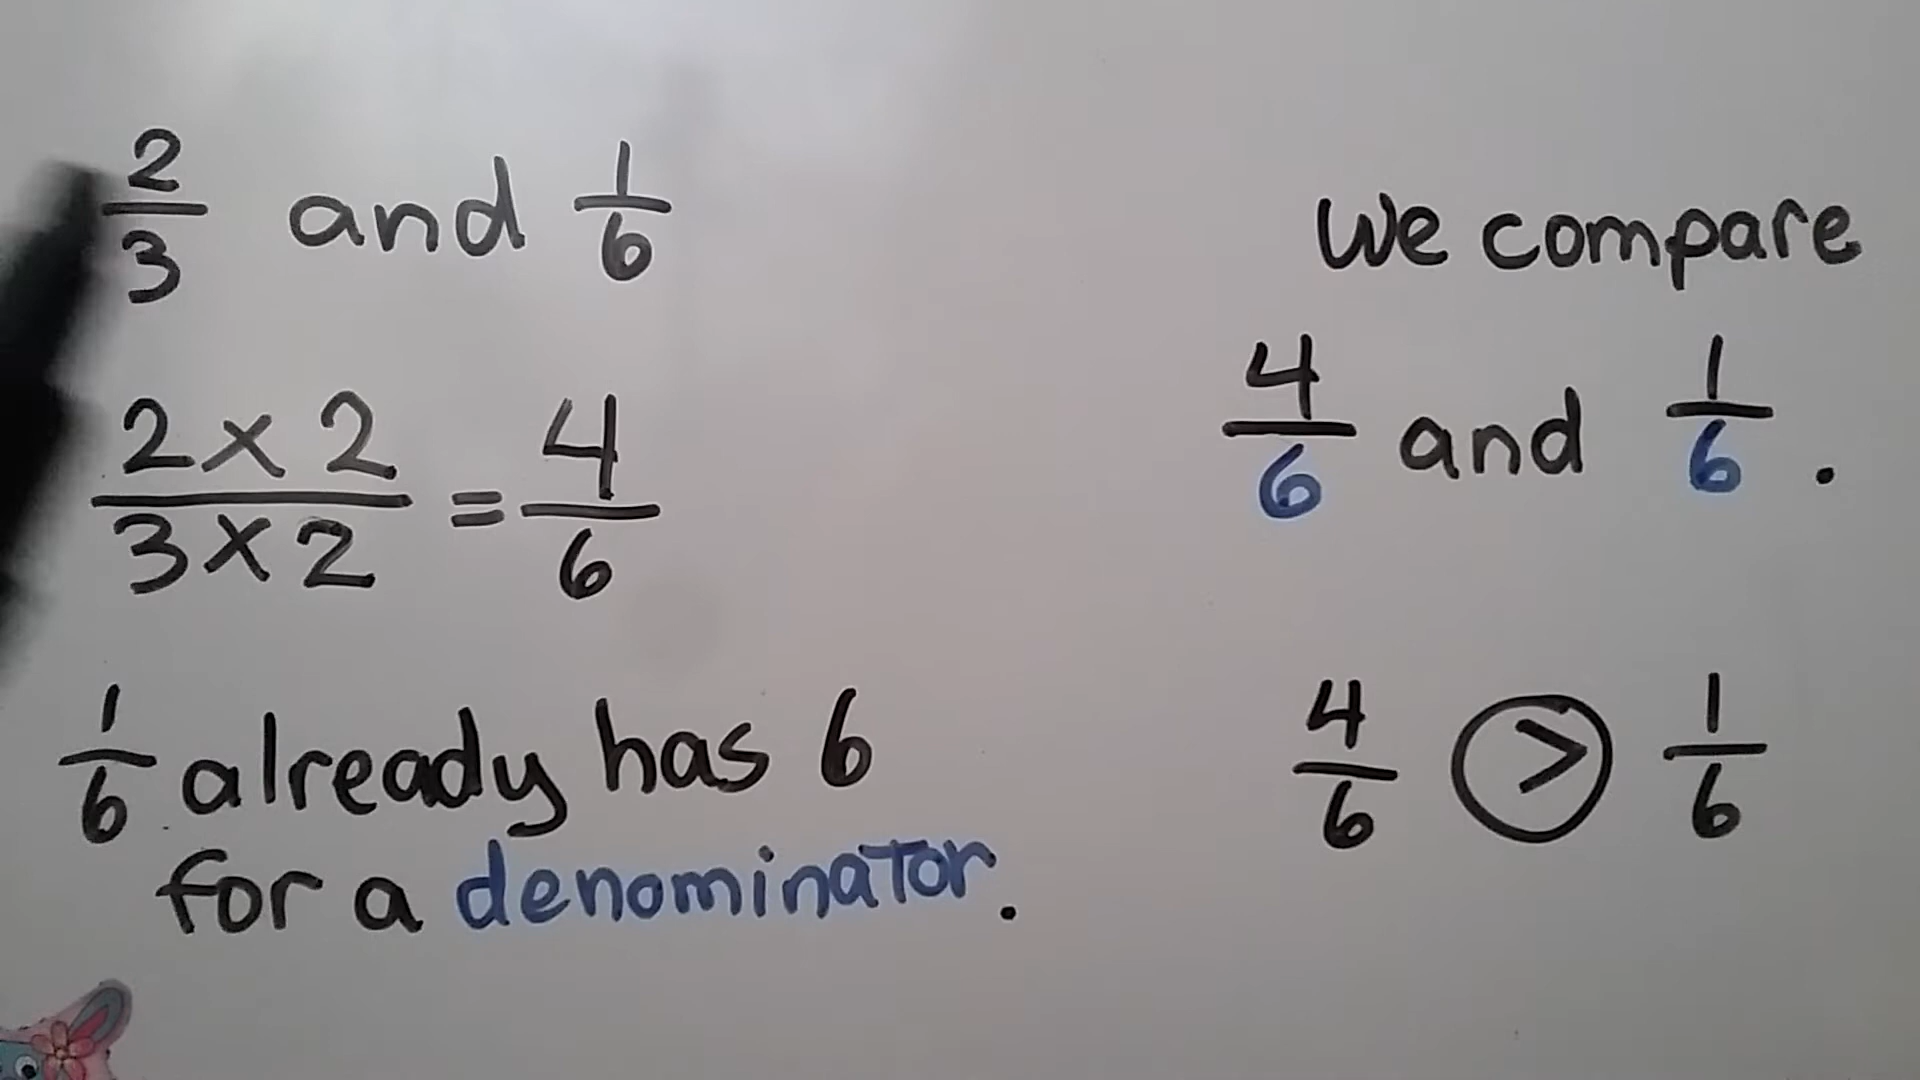 2/3 and 1/6
2 x 2 / 3 x 2 = 4/6
1/6 already has 6
for a denominator.
We compare
4/6 and 1/6.
4/6 > 1/6